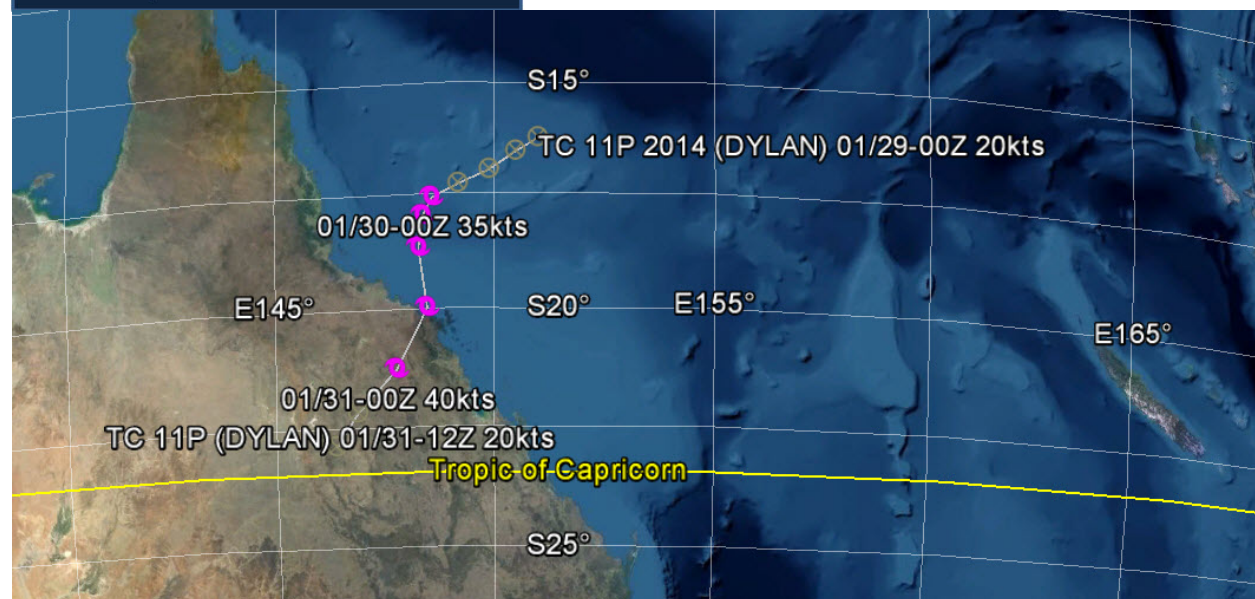 S15°
TC 11P 2014 (DYLAN) 01/29-00Z 20kts
01/30-00Z 35kts
E145°
S20°
E155°
E165°
01/31-00Z 40kts
TC 11P (DYLAN) 01/31-12Z 20kts
Tropic of Capricorn
S25°